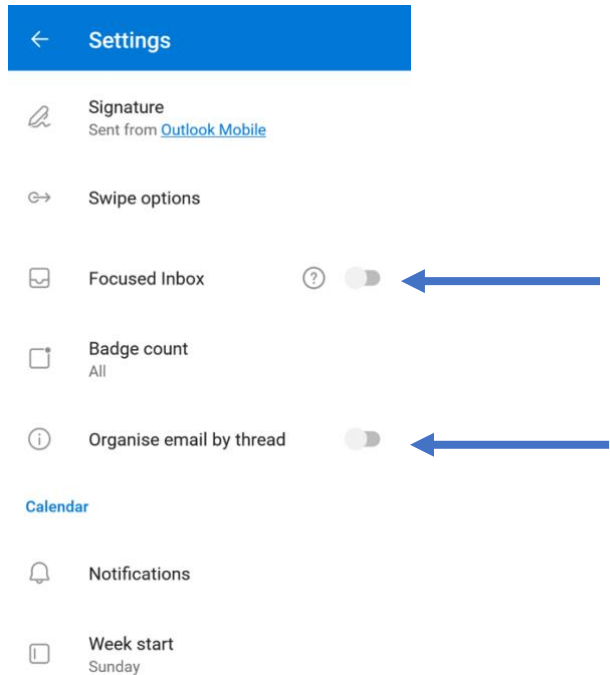 Settings
Signature
Sent from Outlook Mobile
Swipe options
Focused Inbox ?
Badge count
All
Organise email by thread
Calendar
Notifications
Week start
Sunday